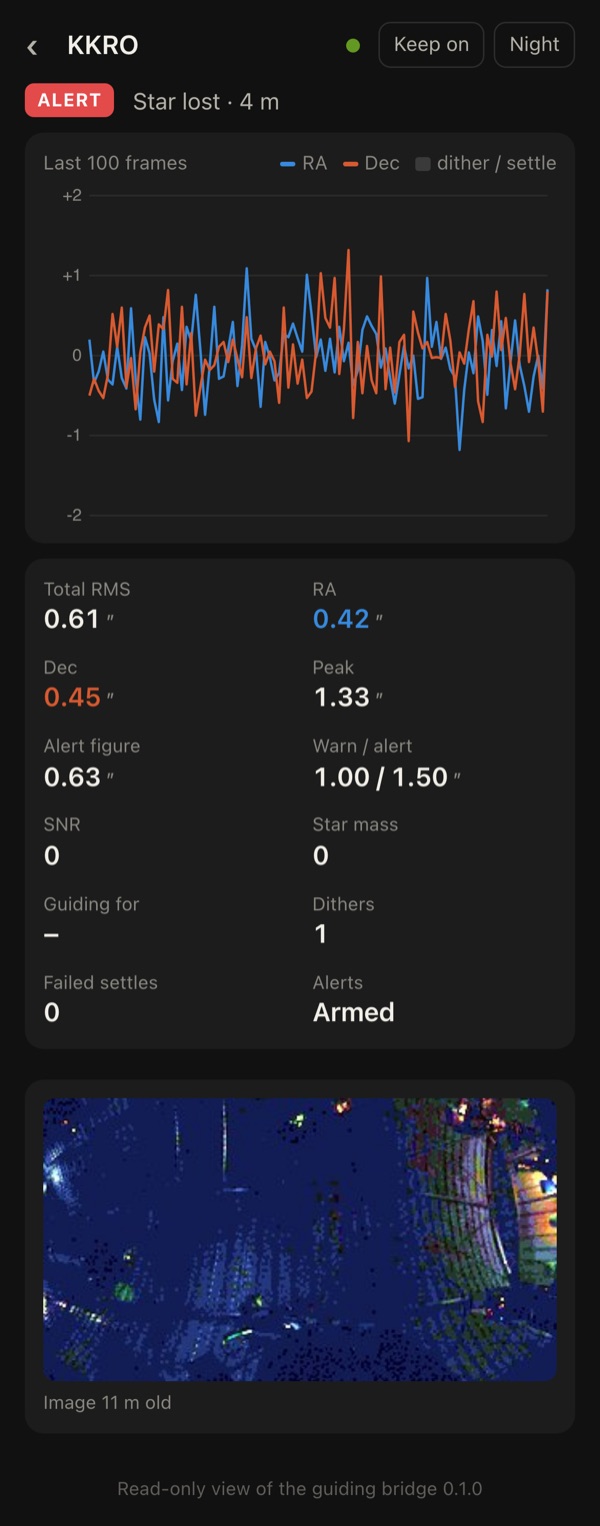 ‹ KKRO Keep on Night
ALERT Star lost · 4 m
Last 100 frames RA Dec dither / settle
+2
+1
0
-1
-2
Total RMS RA
0.61 ″ 0.42 ″
Dec Peak
0.45 ″ 1.33 ″
Alert figure Warn / alert
0.63 ″ 1.00 / 1.50 ″
SNR Star mass
0 0
Guiding for Dithers
– 1
Failed settles Alerts
0 Armed
Image 11 m old
Read-only view of the guiding bridge 0.1.0